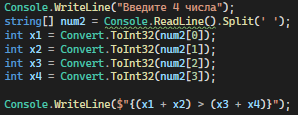 Console.WriteLine("Введите 4 числа");
string[] num2 = Console.ReadLine().Split(' ');
int x1 = Convert.ToInt32(num2[0]);
int x2 = Convert.ToInt32(num2[1]);
int x3 = Convert.ToInt32(num2[2]);
int x4 = Convert.ToInt32(num2[3]);
Console.WriteLine($"{(x1 + x2) > (x3 + x4)}");